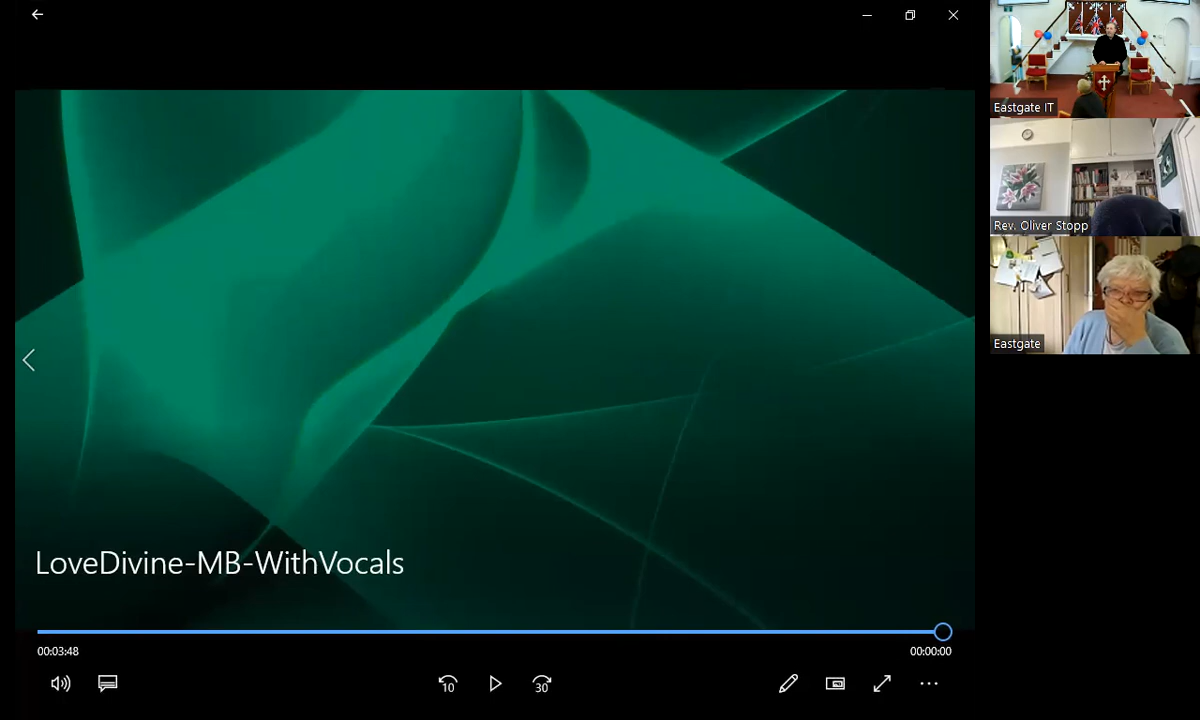 Eastgate IT
Rev. Oliver Stopp
Eastgate
LoveDivine-MB-WithVocals
00:03:48
00:00:00
10
30